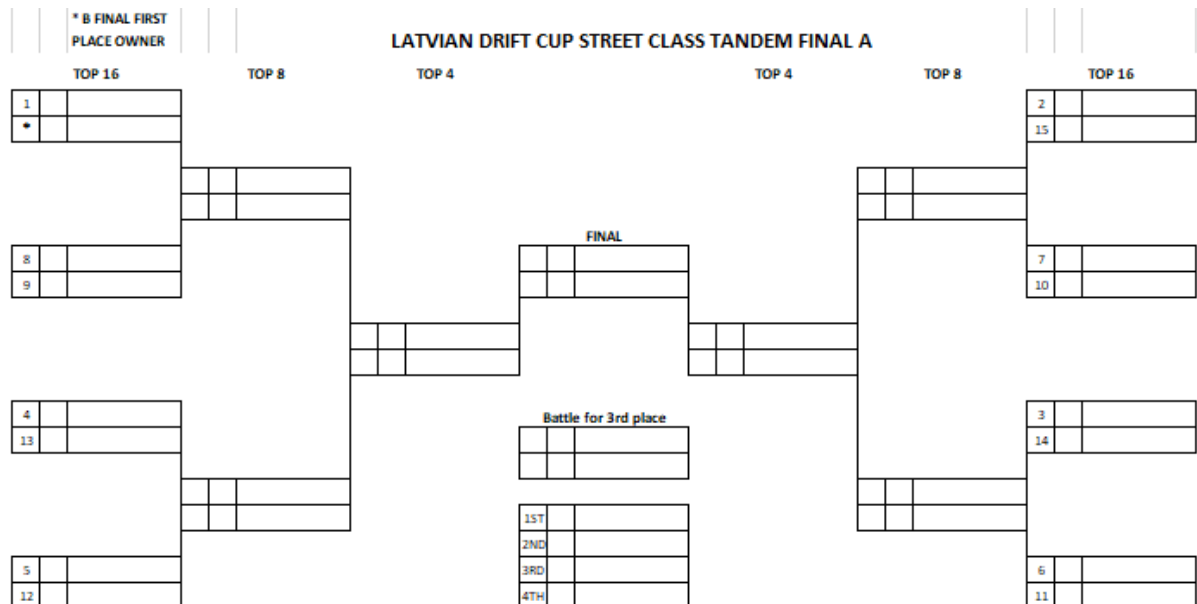 * B FINAL FIRST
PLACE OWNER
LATVIAN DRIFT CUP STREET CLASS TANDEM FINAL A
TOP 16 TOP 8 TOP 4 TOP 4 TOP 8 TOP 16
1 2
* 15
FINAL
8 7
9 10
4 3
Battle for 3rd place
13 14
1ST
2ND
5 3RD 6
12 4TH 11